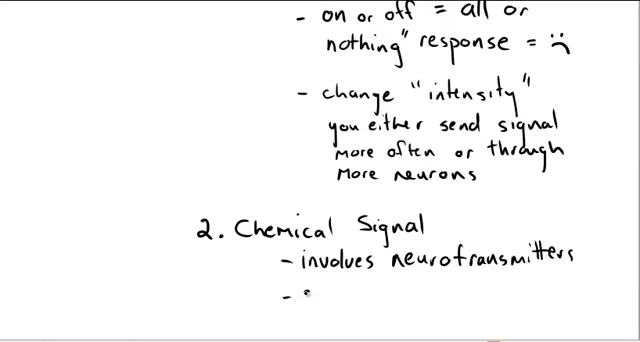 - on or off = all or
nothing" response = :(
- change "intensity"
you either send signal
more often or through
more neurons
2. Chemical Signal
- involves neurotransmitters
-